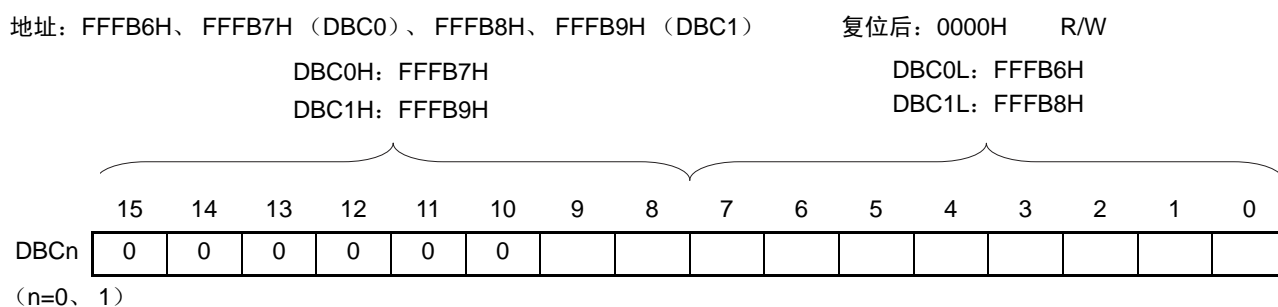 地址：FFFB6H、 FFFB7H （DBC0）、 FFFB8H、 FFFB9H （DBC1） 复位后：0000H R/W
DBC0H：FFFB7H DBC0L：FFFB6H
DBC1H：FFFB9H DBC1L：FFFB8H
15 14 13 12 11 10 9 8 7 6 5 4 3 2 1 0
DBCn 0 0 0 0 0 0
（n=0、 1）